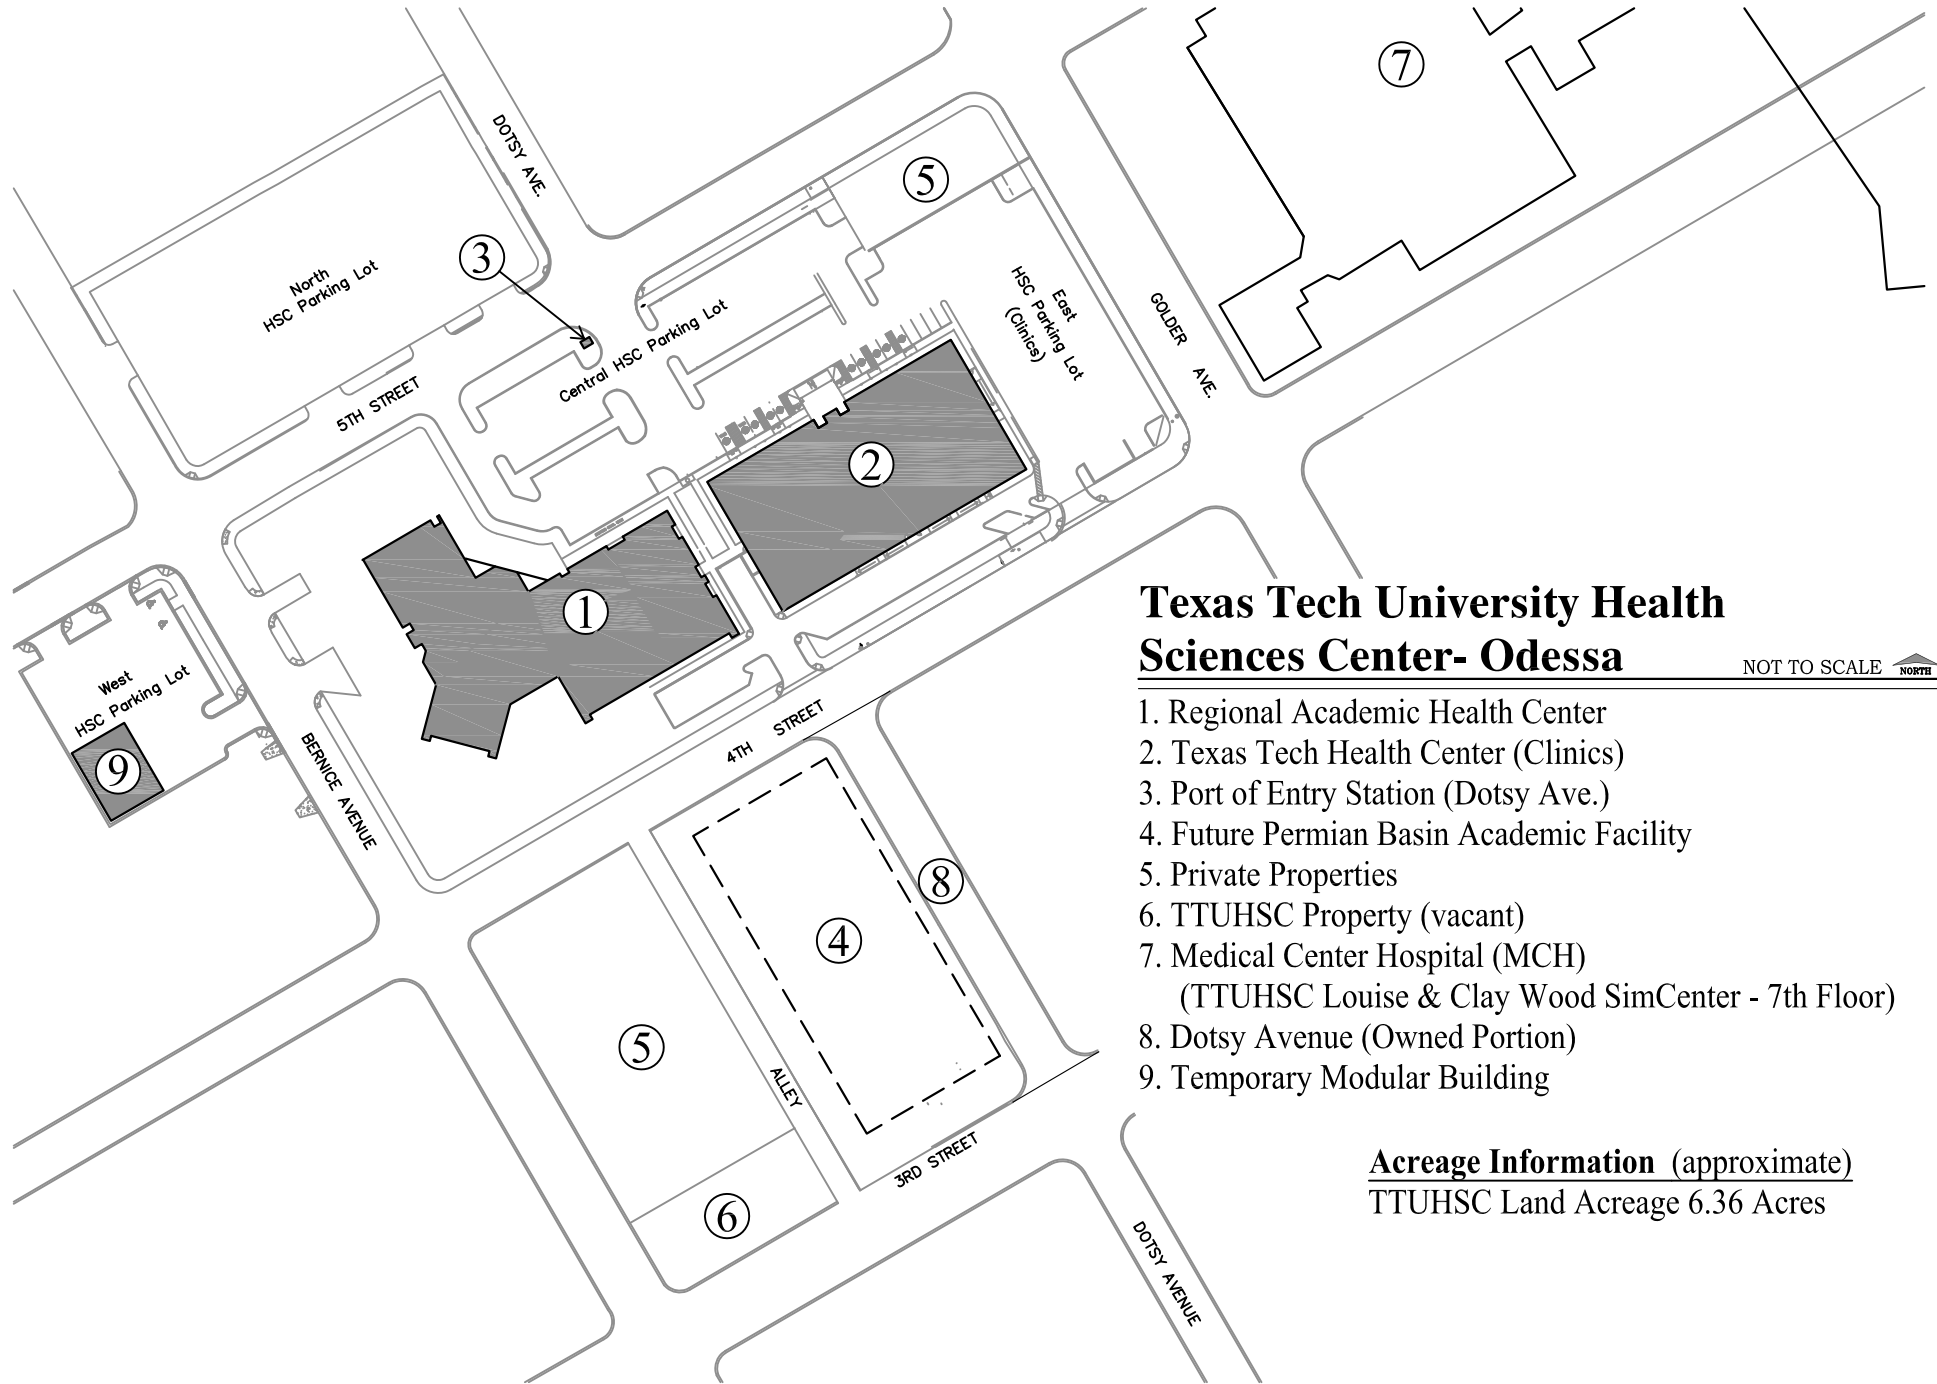 7
DOTSY AVE.
5
3
North
HSC Parking Lot
East
HSC Parking Lot
(Clinics)
GOLDER AVE.
Central HSC Parking Lot
5TH STREET
2
1
Texas Tech University Health
Sciences Center- Odessa
NOT TO SCALE
NORTH
West
HSC Parking Lot
9
BERNICE AVENUE
4TH STREET
1. Regional Academic Health Center
2. Texas Tech Health Center (Clinics)
3. Port of Entry Station (Dotsy Ave.)
4. Future Permian Basin Academic Facility
5. Private Properties
6. TTUHSC Property (vacant)
7. Medical Center Hospital (MCH)
(TTUHSC Louise & Clay Wood SimCenter - 7th Floor)
8. Dotsy Avenue (Owned Portion)
9. Temporary Modular Building
8
4
5
ALLEY
3RD STREET
6
DOTSY AVENUE
Acreage Information (approximate)
TTUHSC Land Acreage 6.36 Acres